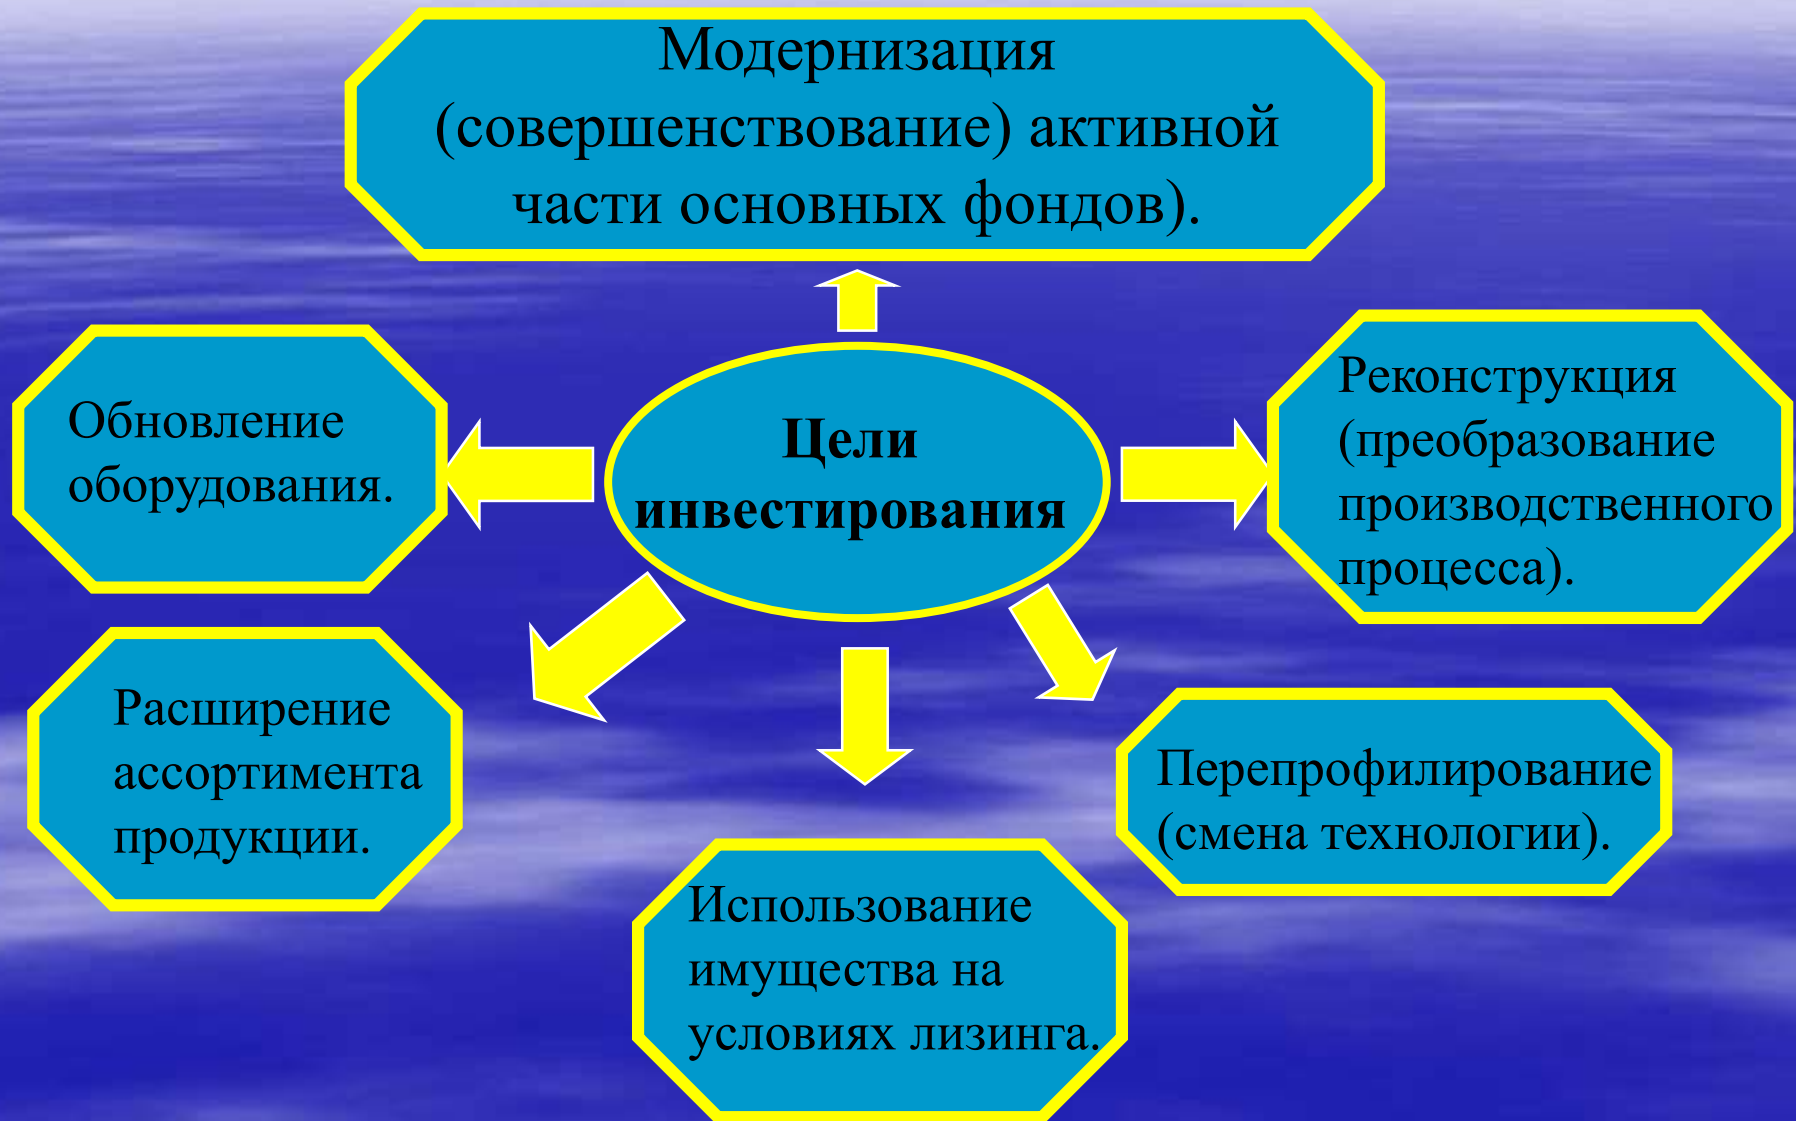 Модернизация
(совершенствование) активной
части основных фондов).
Обновление
оборудования.
Цели
инвестирования
Реконструкция
(преобразование
производственного
процесса).
Расширение
ассортимента
продукции.
Перепрофилирование
(смена технологии).
Использование
имущества на
условиях лизинга.